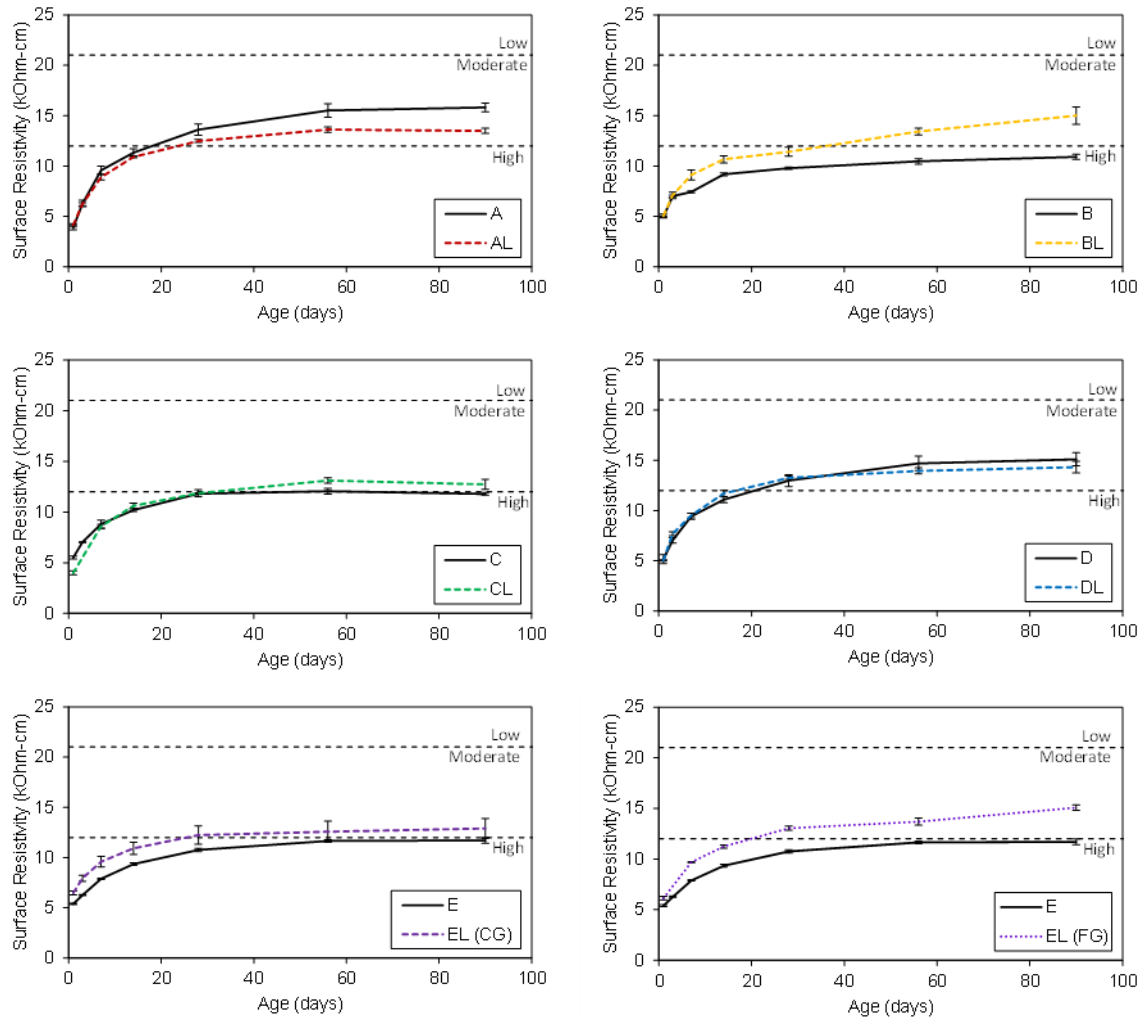 Surface Resistivity (kOhm-cm)
25
20
15
10
5
0
Low
Moderate
High
A
AL
0 20 40 60 80 100
Age (days)
Surface Resistivity (kOhm-cm)
25
20
15
10
5
0
Low
Moderate
High
B
BL
0 20 40 60 80 100
Age (days)
Surface Resistivity (kOhm-cm)
25
20
15
10
5
0
Low
Moderate
High
C
CL
0 20 40 60 80 100
Age (days)
Surface Resistivity (kOhm-cm)
25
20
15
10
5
0
Low
Moderate
High
D
DL
0 20 40 60 80 100
Age (days)
Surface Resistivity (kOhm-cm)
25
20
15
10
5
0
Low
Moderate
High
E
EL (CG)
0 20 40 60 80 100
Age (days)
Surface Resistivity (kOhm-cm)
25
20
15
10
5
0
Low
Moderate
High
E
EL (FG)
0 20 40 60 80 100
Age (days)